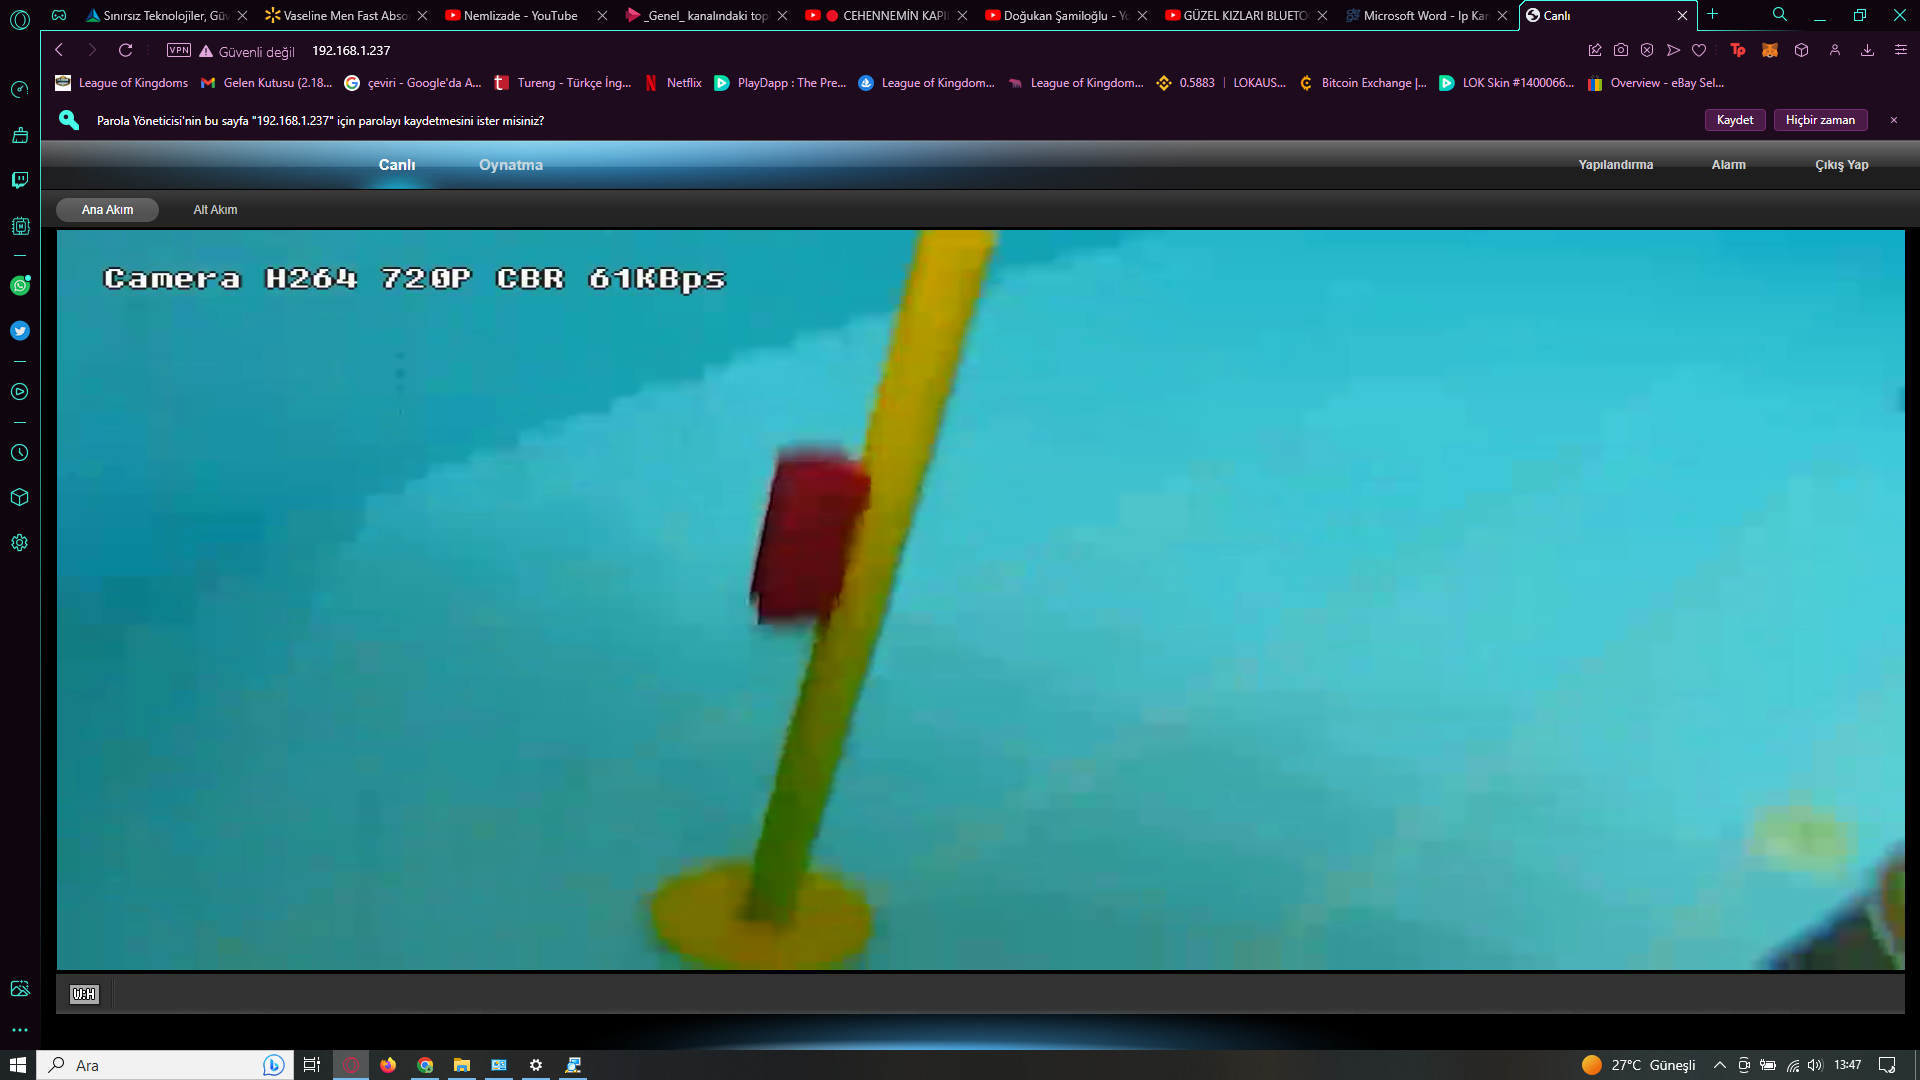 Sınırsız Teknolojiler, Güv
Vaseline Men Fast Abso
Nemlizade - YouTube
_Genel_ kanalındaki top
CEHENNEMİN KAPI
Doğukan Şamiloğlu - Yo
GÜZEL KIZLARI BLUETO
Microsoft Word - Ip Kar
Canlı
VPN Güvenli değil 192.168.1.237
League of Kingdoms
Gelen Kutusu (2.18...
çeviri - Google'da A...
Tureng - Türkçe İng...
Netflix
PlayDapp : The Pre...
League of Kingdom...
League of Kingdom...
0.5883 | LOKAUS...
Bitcoin Exchange |...
LOK Skin #1400066...
Overview - eBay Sel...
Parola Yöneticisi'nin bu sayfa "192.168.1.237" için parolayı kaydetmesini ister misiniz?
Kaydet
Hiçbir zaman
Canlı
Oynatma
Yapılandırma
Alarm
Çıkış Yap
Ana Akım
Alt Akım
Camera H264 720P CBR 61KBps
W:H
Ara
27°C Güneşli
13:47